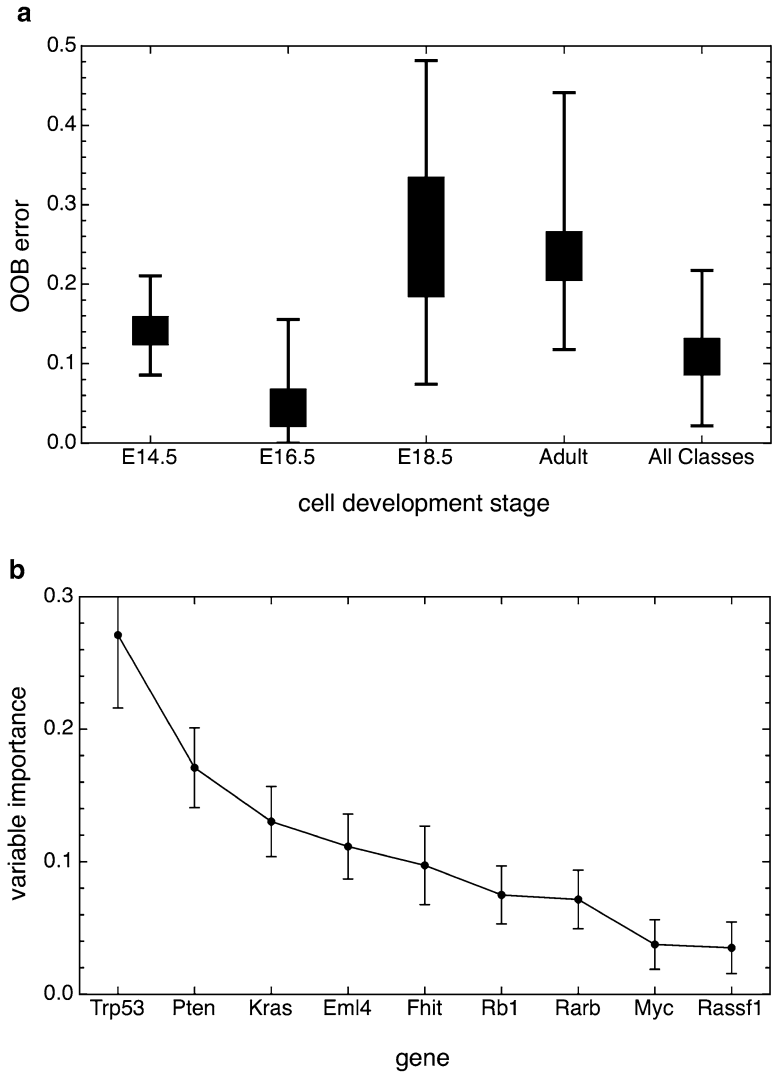 a
0.5
0.4
0.3
0.2
0.1
0.0
OOB error
E14.5 E16.5 E18.5 Adult All Classes
cell development stage
b
0.3
0.2
0.1
0.0
variable importance
Trp53 Pten Kras Eml4 Fhit Rb1 Rarb Myc Rassf1
gene